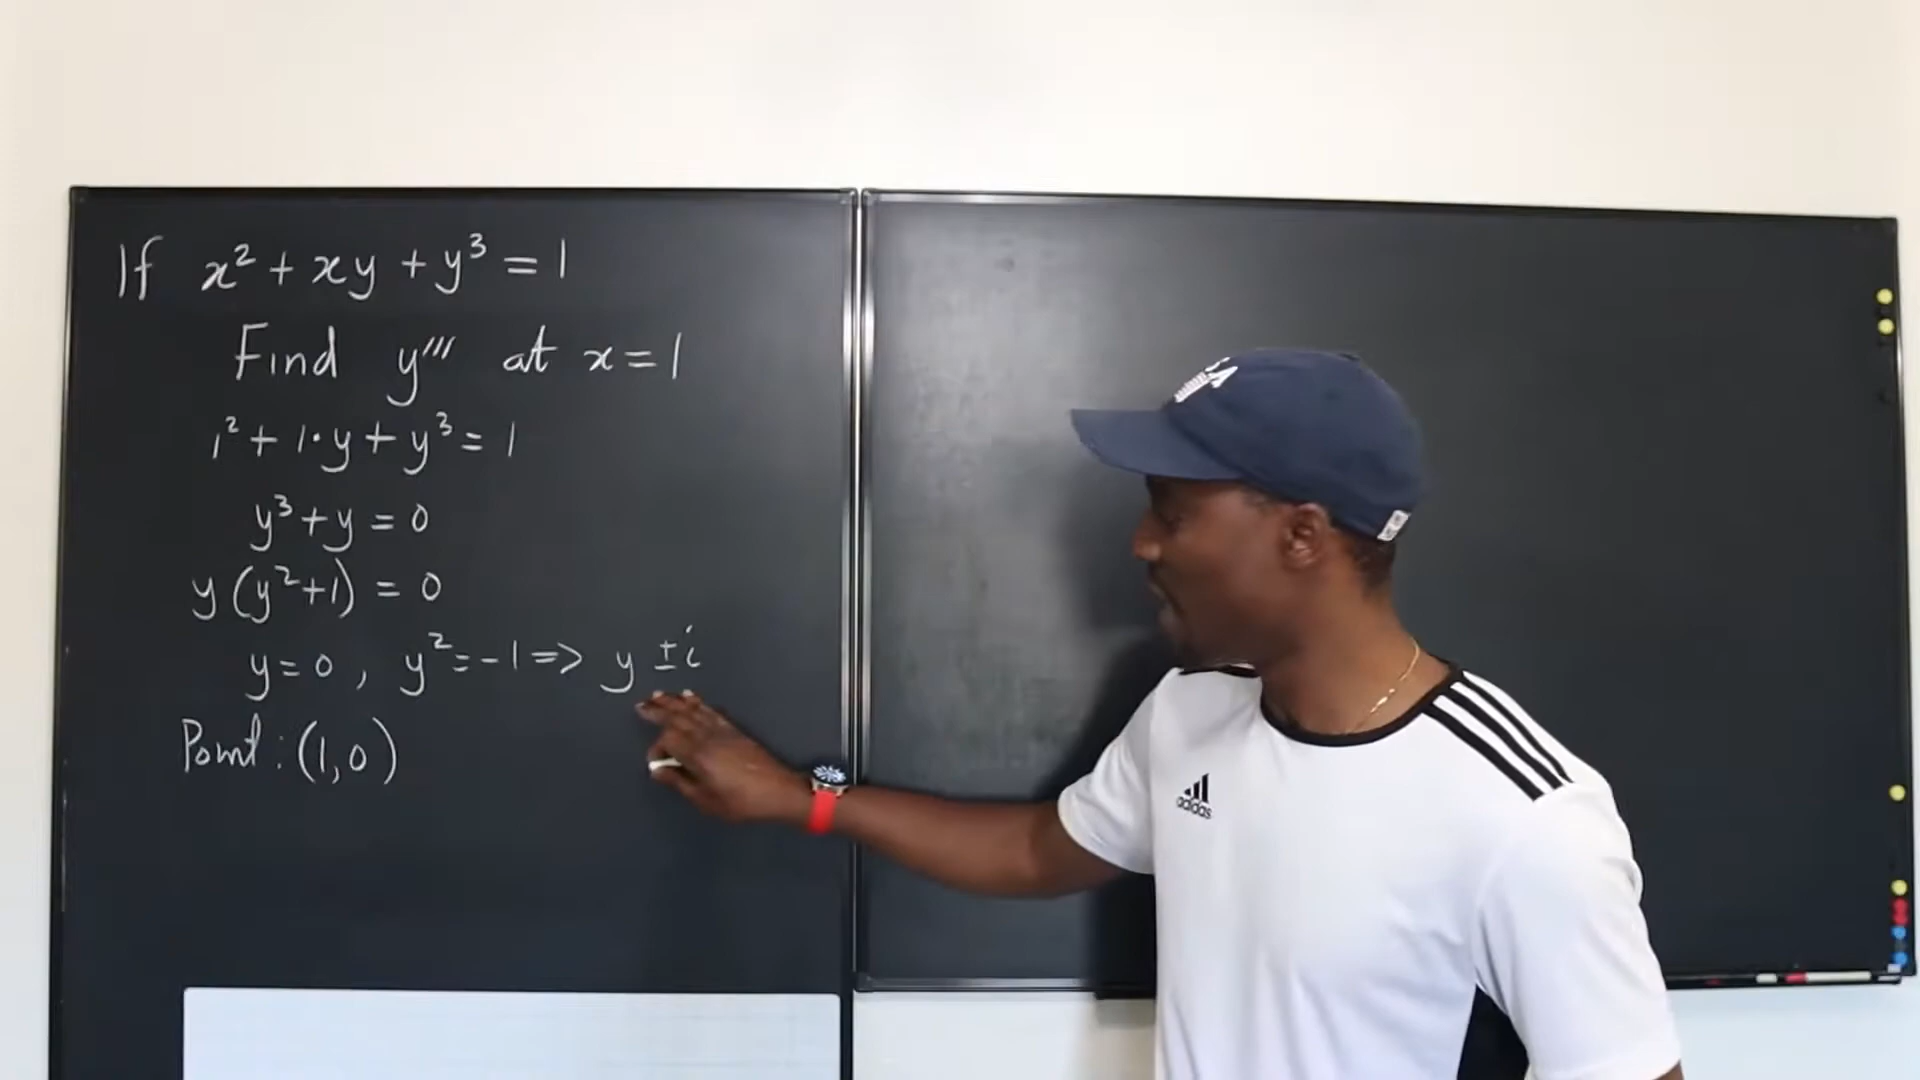 If x² + xy + y³ = 1
Find y''' at x = 1
1² + 1·y + y³ = 1
y³ + y = 0
y(y²+1) = 0
y = 0, y² = -1 => y ±i
Point: (1,0)
adidas